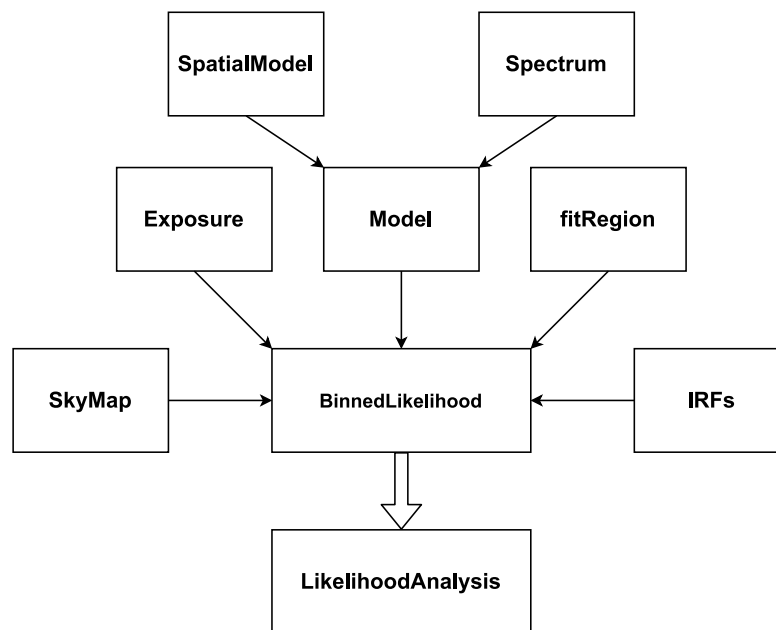 SpatialModel
Spectrum
Exposure
Model
fitRegion
SkyMap
BinnedLikelihood
IRFs
LikelihoodAnalysis